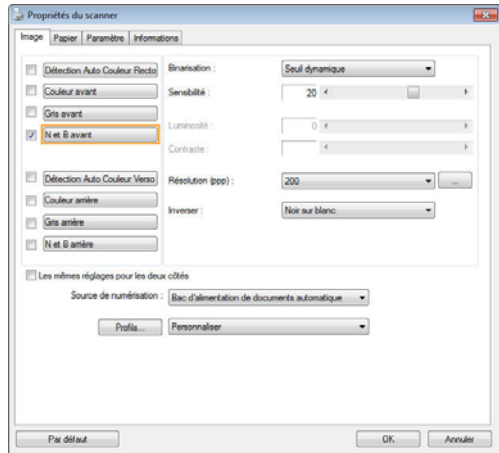 Propriétés du scanner
Image Papier Paramètre Informations
Détection Auto Couleur Recto
Couleur avant
Gris avant
N et B avant
Détection Auto Couleur Verso
Couleur arrière
Gris arrière
N et B arrière
Binarisation : Seuil dynamique
Sensibilité : 20
Luminosité : 0
Contraste :
Résolution (ppp) : 200 ...
Inverser : Noir sur blanc
Les mêmes réglages pour les deux côtés
Source de numérisation : Bac d'alimentation de documents automatique
Profils... Personnaliser
Par défaut OK Annuler